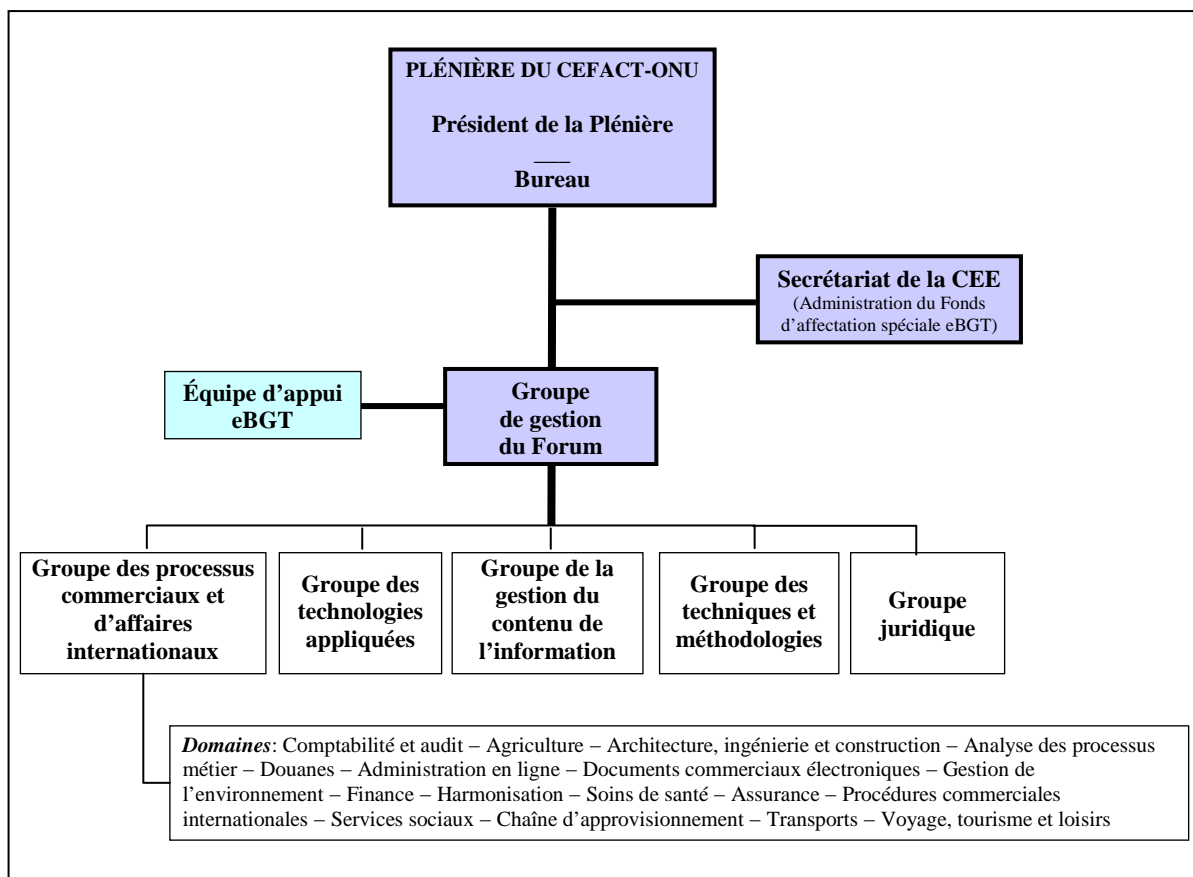 PLÉNIÈRE DU CEFACT-ONU
Président de la Plénière
___
Bureau
Secrétariat de la CEE
(Administration du Fonds
d’affectation spéciale eBGT)
Équipe d’appui
eBGT
Groupe
de gestion
du Forum
Groupe des processus
commerciaux et
d’affaires
internationaux
Groupe des
technologies
appliquées
Groupe de la
gestion du
contenu de
l’information
Groupe des
techniques et
méthodologies
Groupe
juridique
Domaines: Comptabilité et audit – Agriculture – Architecture, ingénierie et construction – Analyse des processus
métier – Douanes – Administration en ligne – Documents commerciaux électroniques – Gestion de
l’environnement – Finance – Harmonisation – Soins de santé – Assurance – Procédures commerciales
internationales – Services sociaux – Chaîne d’approvisionnement – Transports – Voyage, tourisme et loisirs